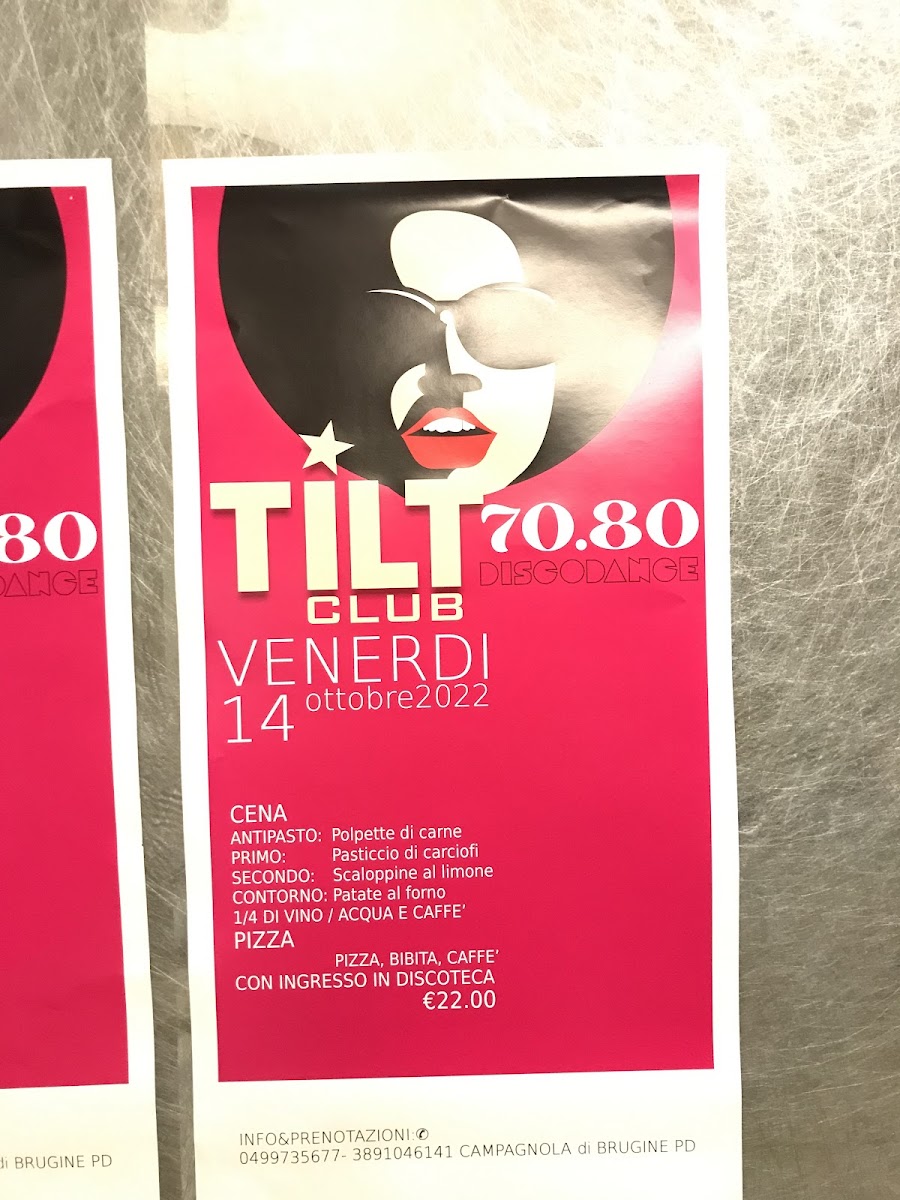 80
DANCE
di BRUGINE PD
TILT
CLUB
70.80
DISCODANCE
VENERDI
14 ottobre2022
CENA
ANTIPASTO: Polpette di carne
PRIMO: Pasticcio di carciofi
SECONDO: Scaloppine al limone
CONTORNO: Patate al forno
1/4 DI VINO / ACQUA E CAFFE'
PIZZA
PIZZA, BIBITA, CAFFE'
CON INGRESSO IN DISCOTECA
€22.00
INFO&PRENOTAZIONI:✆
0499735677- 3891046141 CAMPAGNOLA di BRUGINE PD